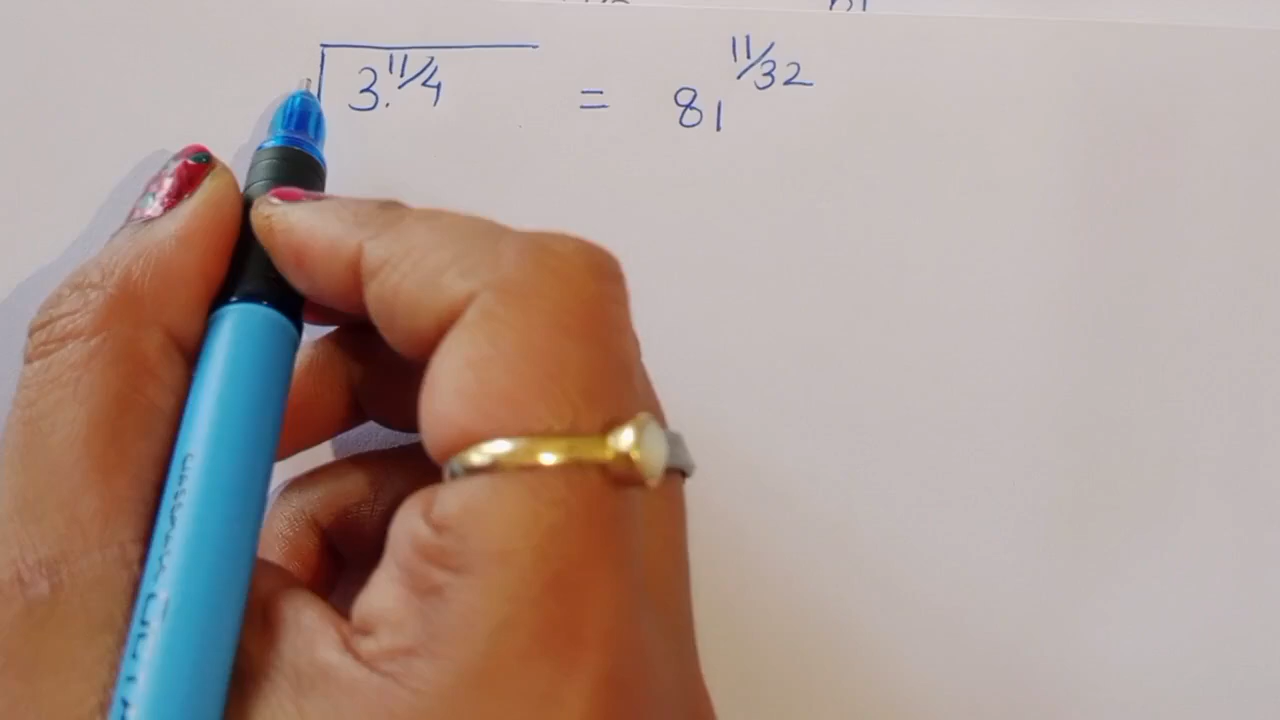 √3.^11/4 = 81^11/32